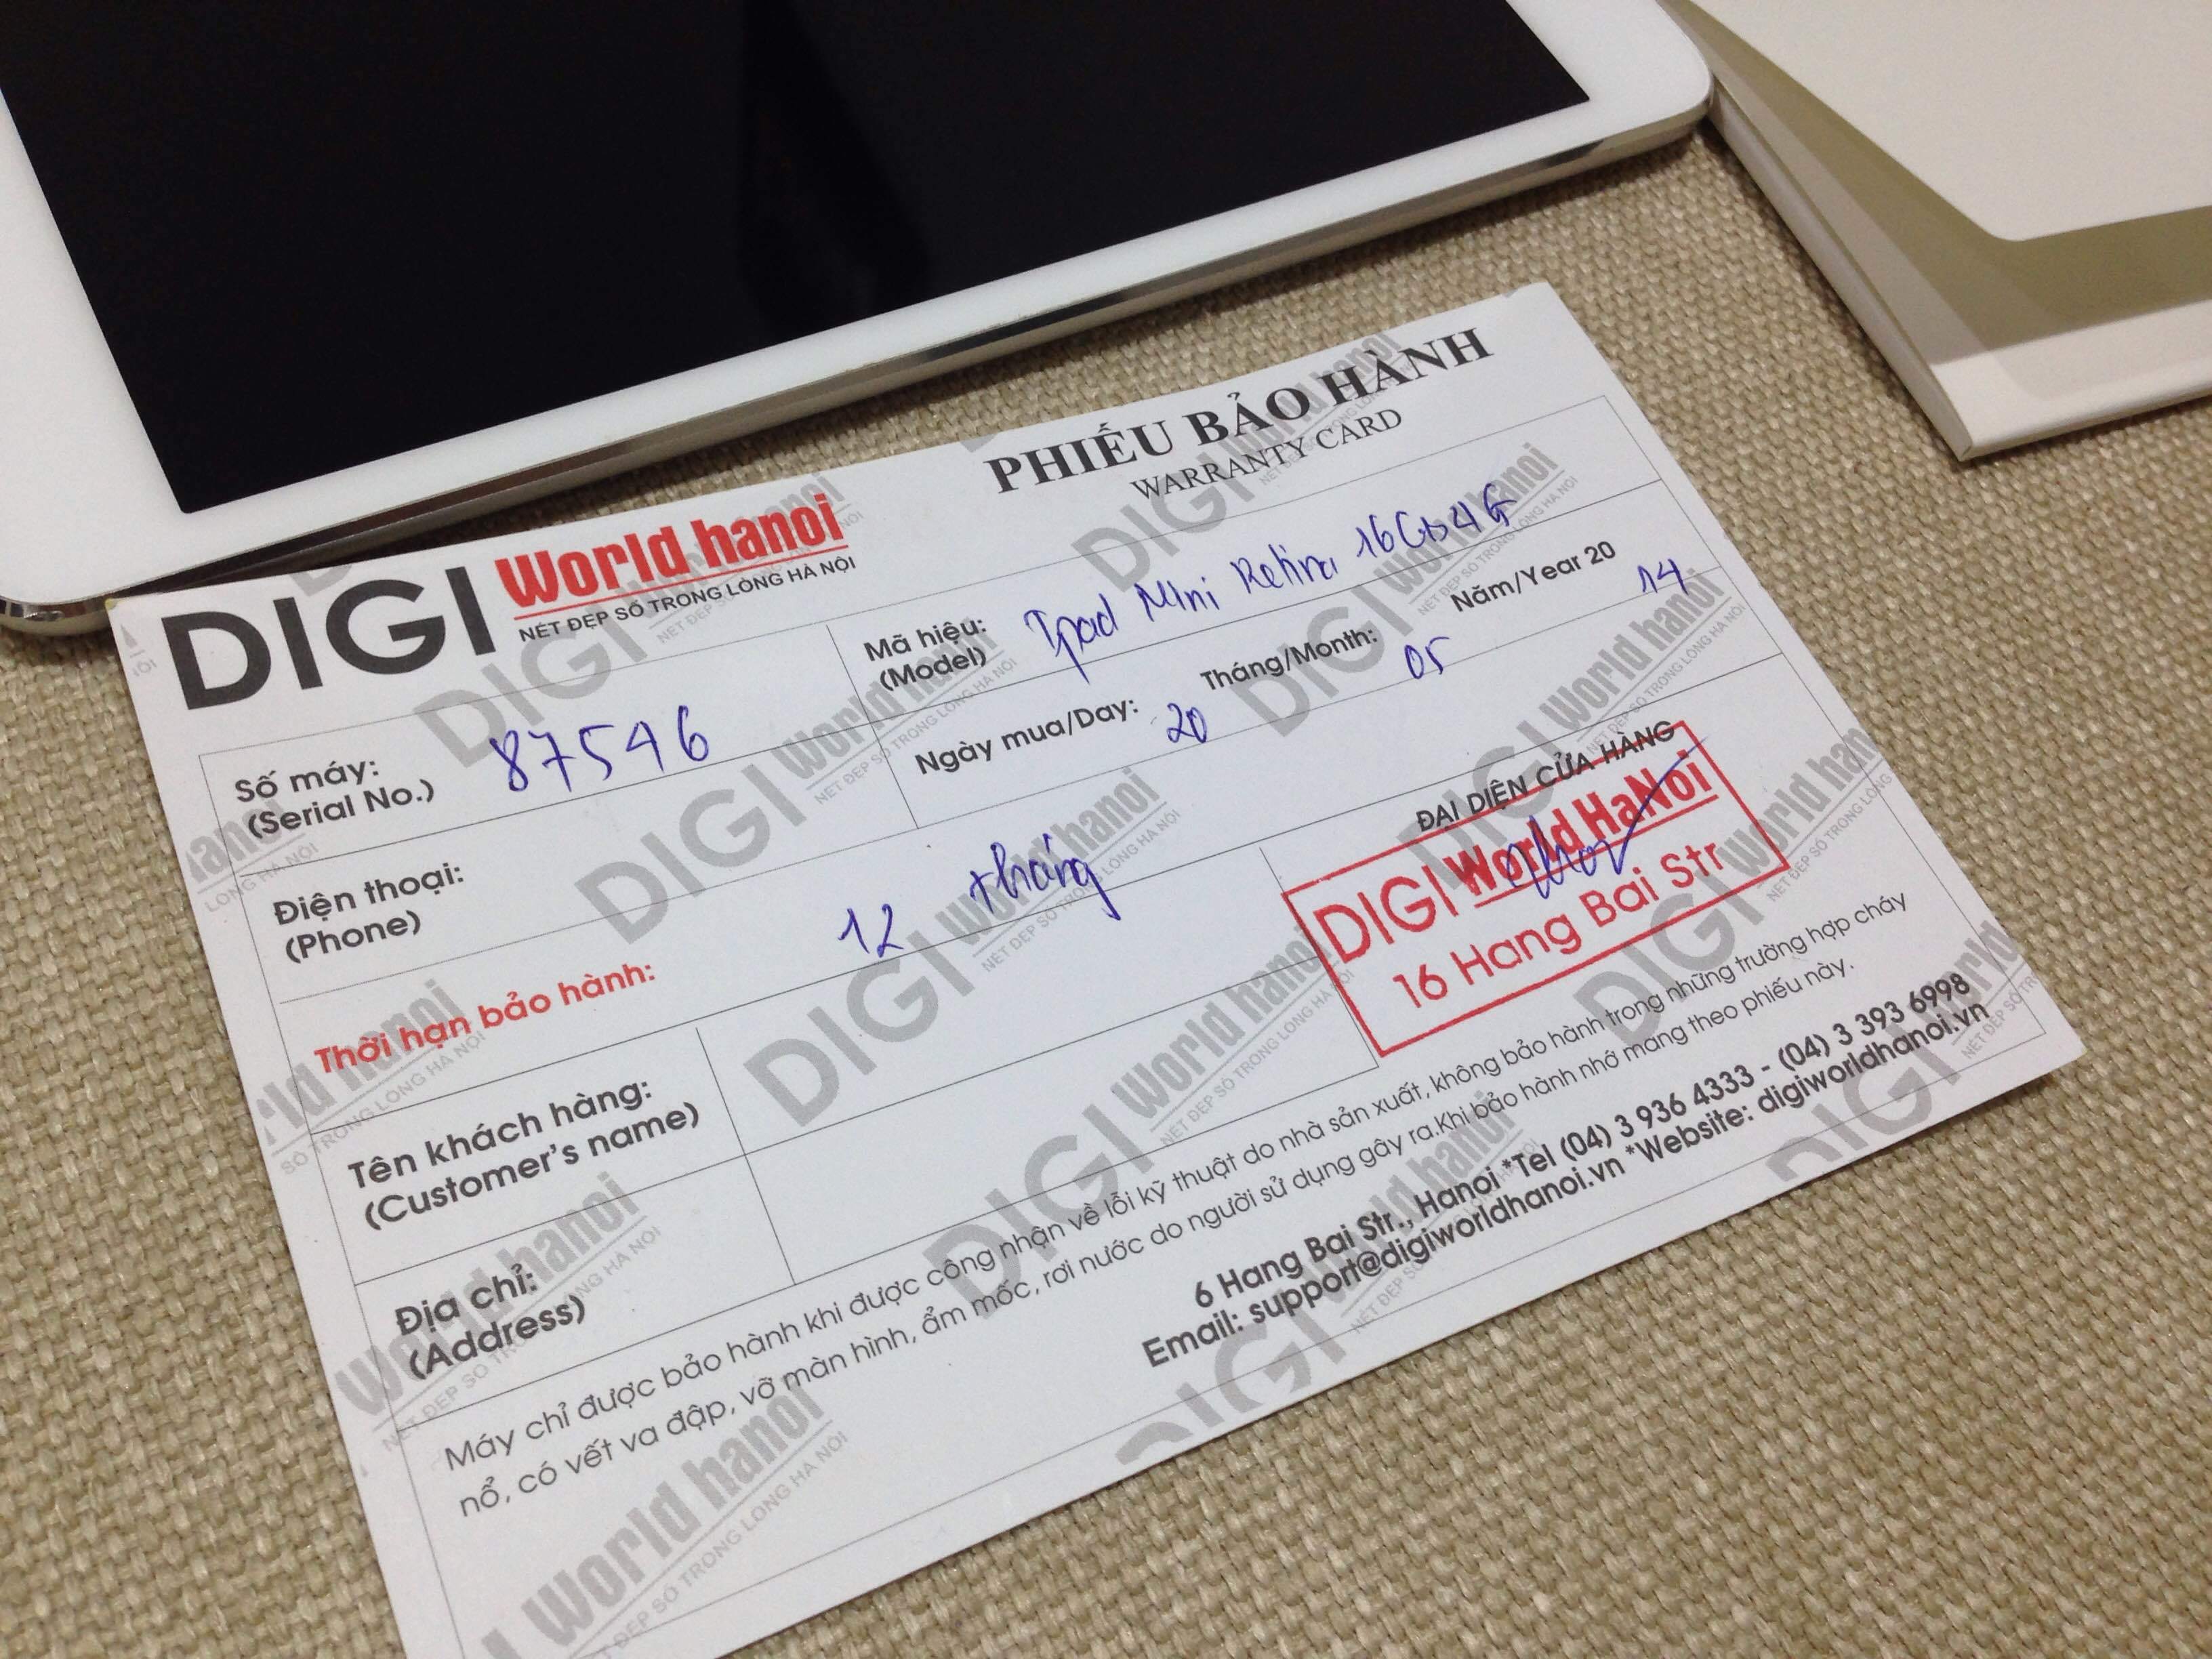 DIGI World hanoi
NÉT ĐẸP SỐ TRONG LÒNG HÀ NỘI
PHIẾU BẢO HÀNH
WARRANTY CARD
Số máy: 87546
(Serial No.)
Mã hiệu: Ipad Mini Retina 16Gb 4G
(Model)
Điện thoại:
(Phone)
Ngày mua/Day: 20 Tháng/Month: 05 Năm/Year 20 14
Thời hạn bảo hành: 12 tháng
ĐẠI DIỆN CỬA HÀNG
DIGI World HaNoi
16 Hang Bai Str
Tên khách hàng:
(Customer's name)
Địa chỉ:
(Address)
Máy chỉ được bảo hành khi được công nhận về lỗi kỹ thuật do nhà sản xuất, không bảo hành trong những trường hợp cháy
nổ, có vết va đập, vỡ màn hình, ẩm mốc, rơi nước do người sử dụng gây ra.Khi bảo hành nhớ mang theo phiếu này.
6 Hang Bai Str., Hanoi *Tel (04) 3 936 4333 - (04) 3 393 6998
Email: support@digiworldhanoi.vn *Website: digiworldhanoi.vn